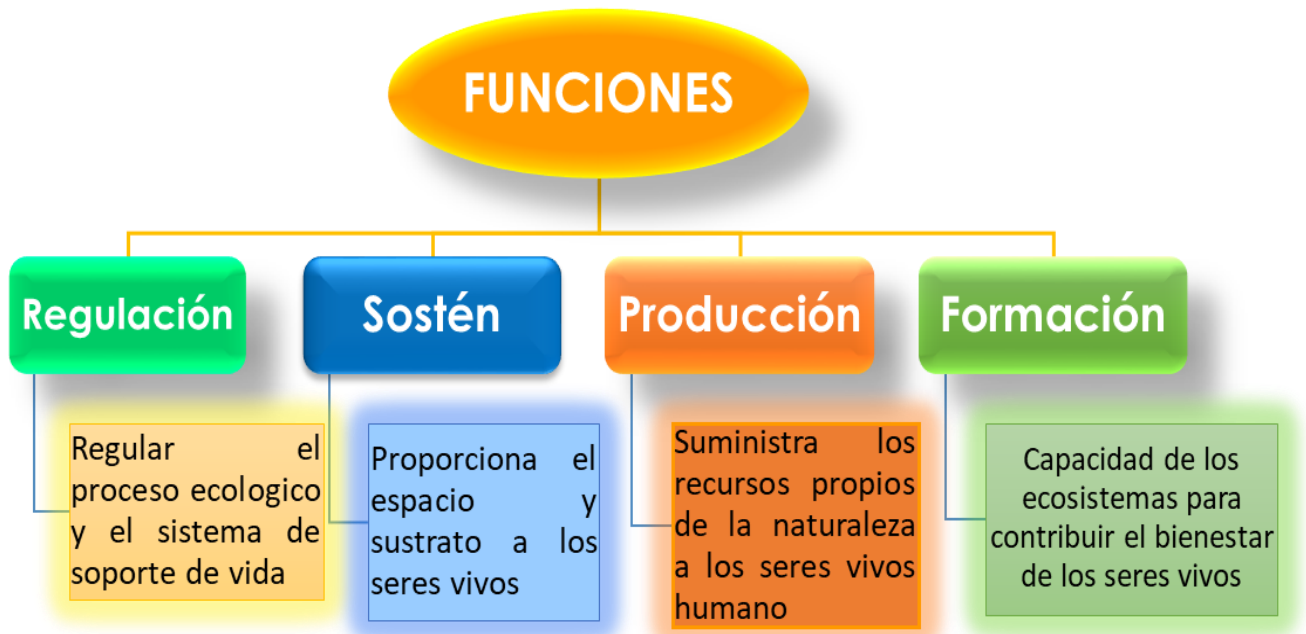 FUNCIONES
Regulación
Sostén
Producción
Formación
Regular el
proceso ecologico
y el sistema de
soporte de vida
Proporciona el
espacio y
sustrato a los
seres vivos
Suministra los
recursos propios
de la naturaleza
a los seres vivos
humano
Capacidad de los
ecosistemas para
contribuir el bienestar
de los seres vivos